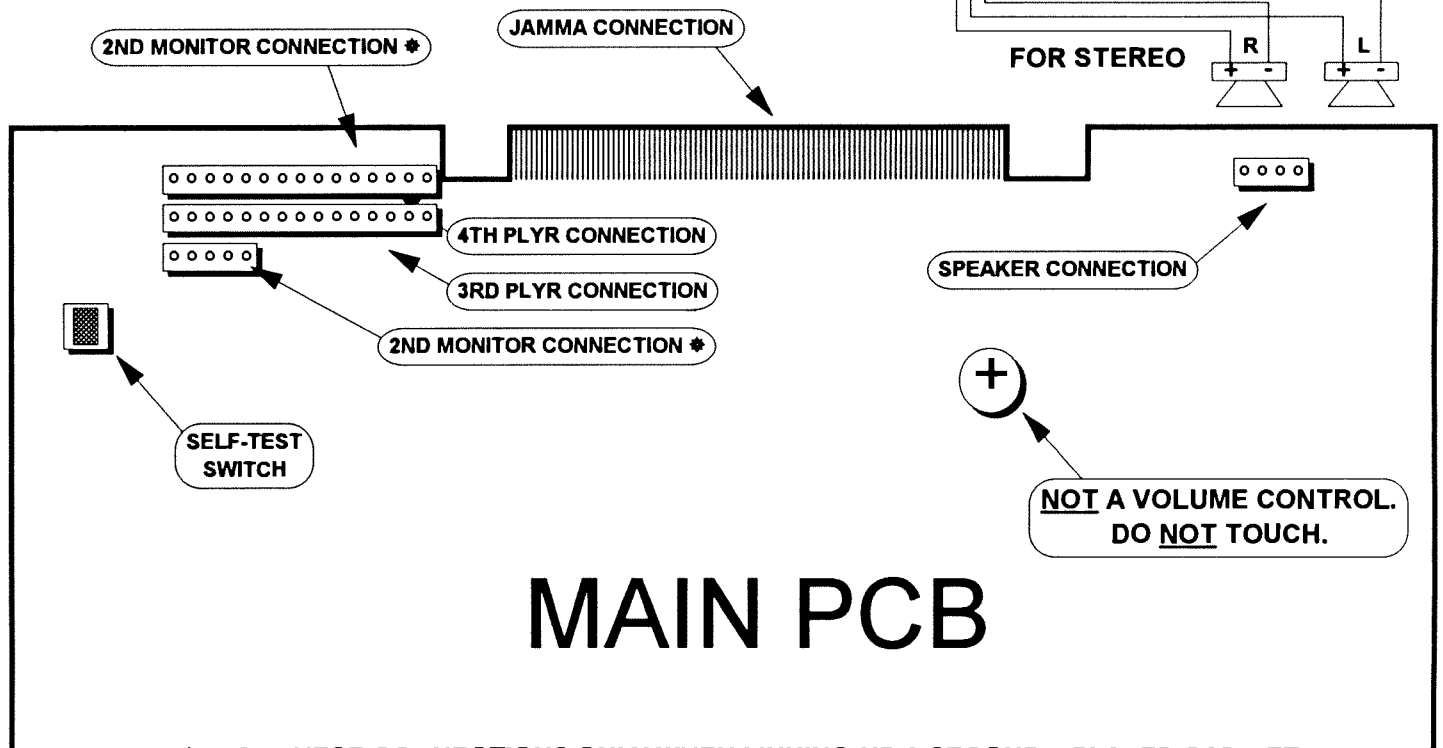 2ND MONITOR CONNECTION *
JAMMA CONNECTION
FOR STEREO
R
L
+ -
+ -
4TH PLYR CONNECTION
3RD PLYR CONNECTION
2ND MONITOR CONNECTION *
SPEAKER CONNECTION
SELF-TEST
SWITCH
+
NOT A VOLUME CONTROL.
DO NOT TOUCH.
MAIN PCB